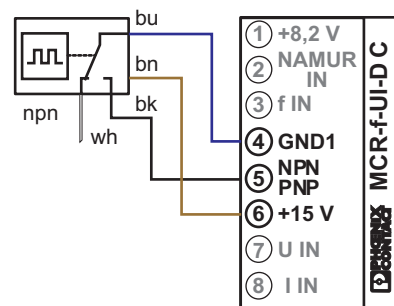 bu
bn
bk
npn
wh
1 +8,2 V
2 NAMUR
IN
3 f IN
4 GND1
5 NPN
PNP
6 +15 V
7 U IN
8 I IN
MCR-f-UI-D C
PHOENIX
CONTACT